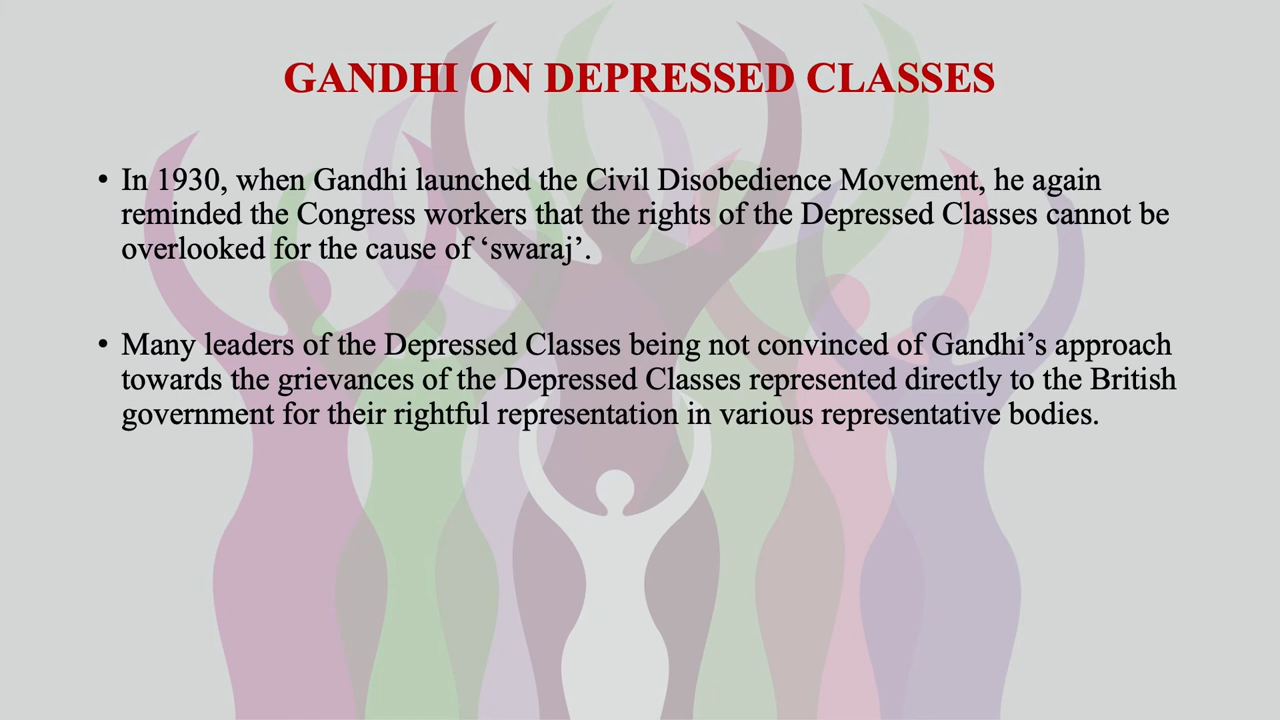 GANDHI ON DEPRESSED CLASSES
• In 1930, when Gandhi launched the Civil Disobedience Movement, he again
reminded the Congress workers that the rights of the Depressed Classes cannot be
overlooked for the cause of ‘swaraj’.
• Many leaders of the Depressed Classes being not convinced of Gandhi’s approach
towards the grievances of the Depressed Classes represented directly to the British
government for their rightful representation in various representative bodies.